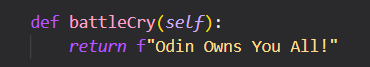 def battleCry(self):
    return f"Odin Owns You All!"